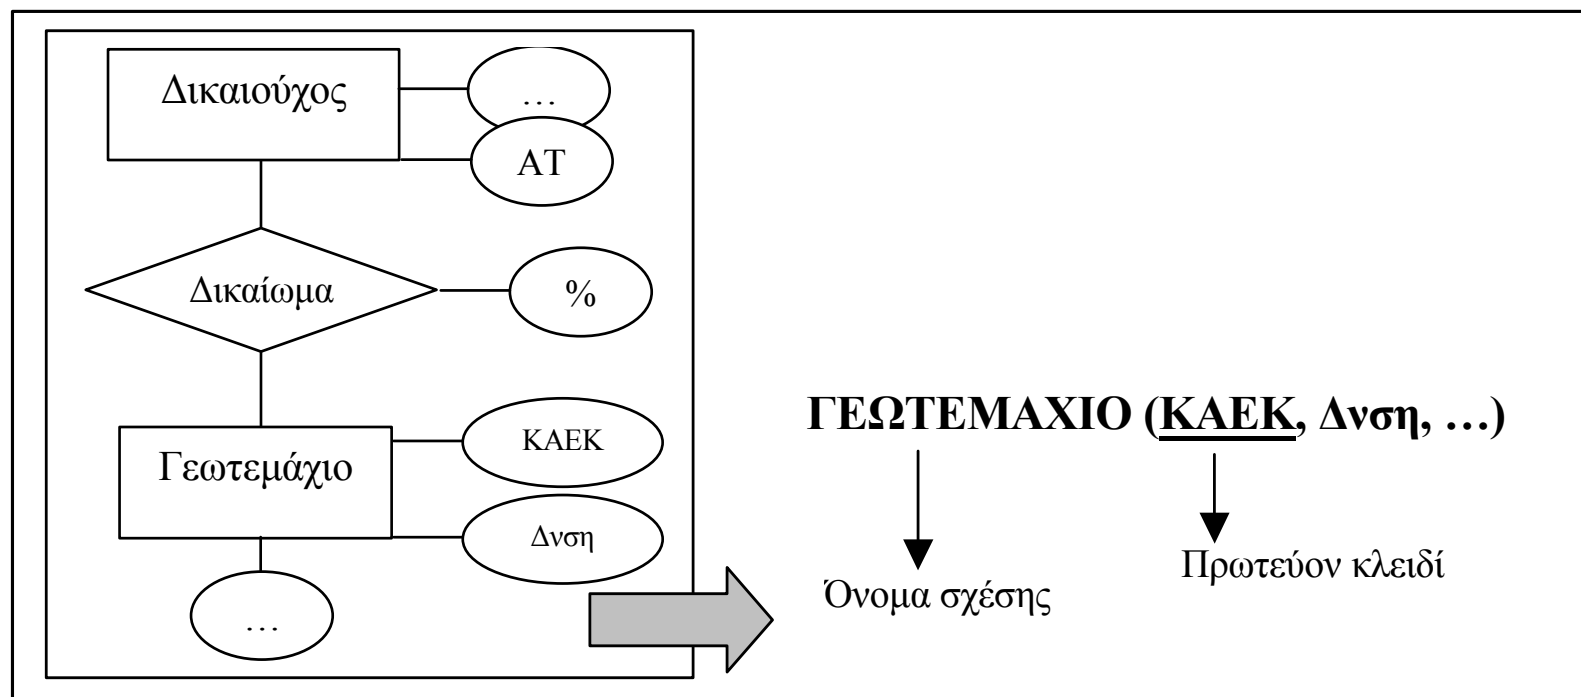 Δικαιούχος
…
ΑΤ
Δικαίωμα
%
ΚΑΕΚ
Γεωτεμάχιο
Δνση
…
ΓΕΩΤΕΜΑΧΙΟ (ΚΑΕΚ, Δνση, …)
Πρωτεύον κλειδί
Όνομα σχέσης